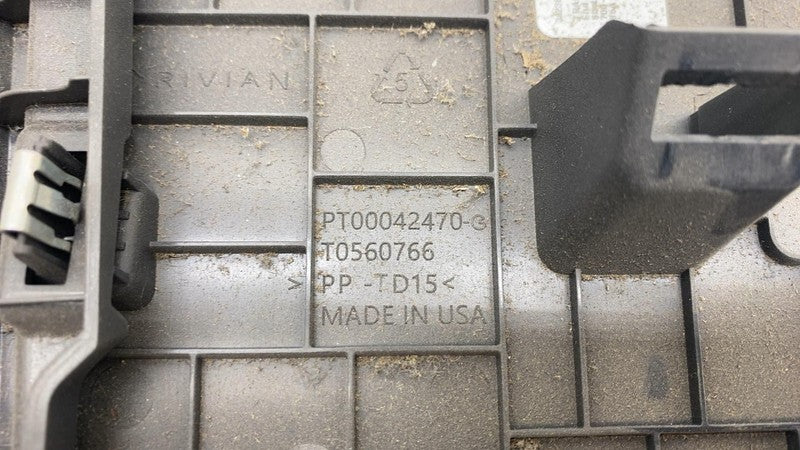 RIVIAN
5
PT00042470-G
T0560766
>PP -TD15<
MADE IN USA